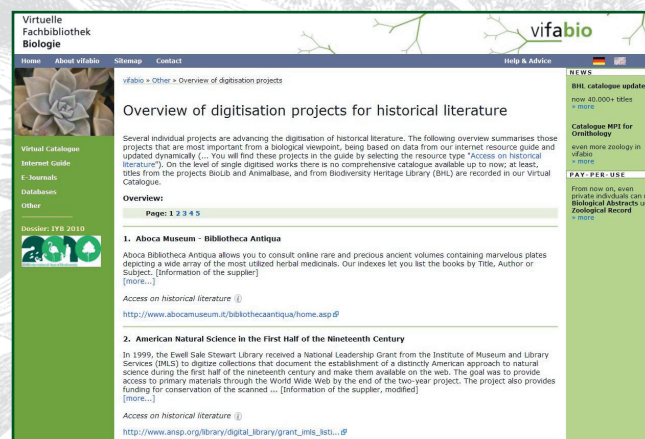 Virtuelle
Fachbibliothek
Biologie
vifabio
Home About vifabio Sitemap Contact Help & Advice
vifabio » Other » Overview of digitisation projects
Overview of digitisation projects for historical literature
Several individual projects are advancing the digitisation of historical literature. The following overview summarises those
projects that are most important from a biological viewpoint, being based on data from our internet resource guide and
updated dynamically (... You will find these projects in the guide by selecting the resource type "Access on historical
literature"). On the level of single digitised works there is no comprehensive catalogue available up to now; at least,
titles from the projects BioLib and Animalbase, and from Biodiversity Heritage Library (BHL) are recorded in our Virtual
Catalogue.
Overview:
Page: 1 2 3 4 5
1. Aboca Museum - Bibliotheca Antiqua
Aboca Bibliotheca Antiqua allows you to consult online rare and precious ancient volumes containing marvelous plates
depicting a wide array of the most utilized herbal medicinals. Our indexes let you list the books by Title, Author or
Subject. [Information of the supplier]
[more...]
Access on historical literature
http://www.abocamuseum.it/bibliothecaantiqua/home.asp
2. American Natural Science in the First Half of the Nineteenth Century
In 1999, the Ewell Sale Stewart Library received a National Leadership Grant from the Institute of Museum and Library
Services (IMLS) to digitize collections that document the establishment of a distinctly American approach to natural
science during the first half of the nineteenth century and make them available on the web. The goal was to provide
access to primary materials through the World Wide Web by the end of the two-year project. The project also provides
funding for conservation of the scanned ... [Information of the supplier, modified]
[more...]
Access on historical literature
http://www.ansp.org/library/digital_library/grant_imls_listi...
Virtual Catalogue
Internet Guide
E-Journals
Databases
Other
Dossier: IYB 2010
2010
NEWS
BHL catalogue update
now 40.000+ titles
» more
Catalogue MPI for
Ornithology
even more zoology in
vifabio
» more
PAY-PER-USE
From now on, even
private individuals can
Biological Abstracts
Zoological Record
» more